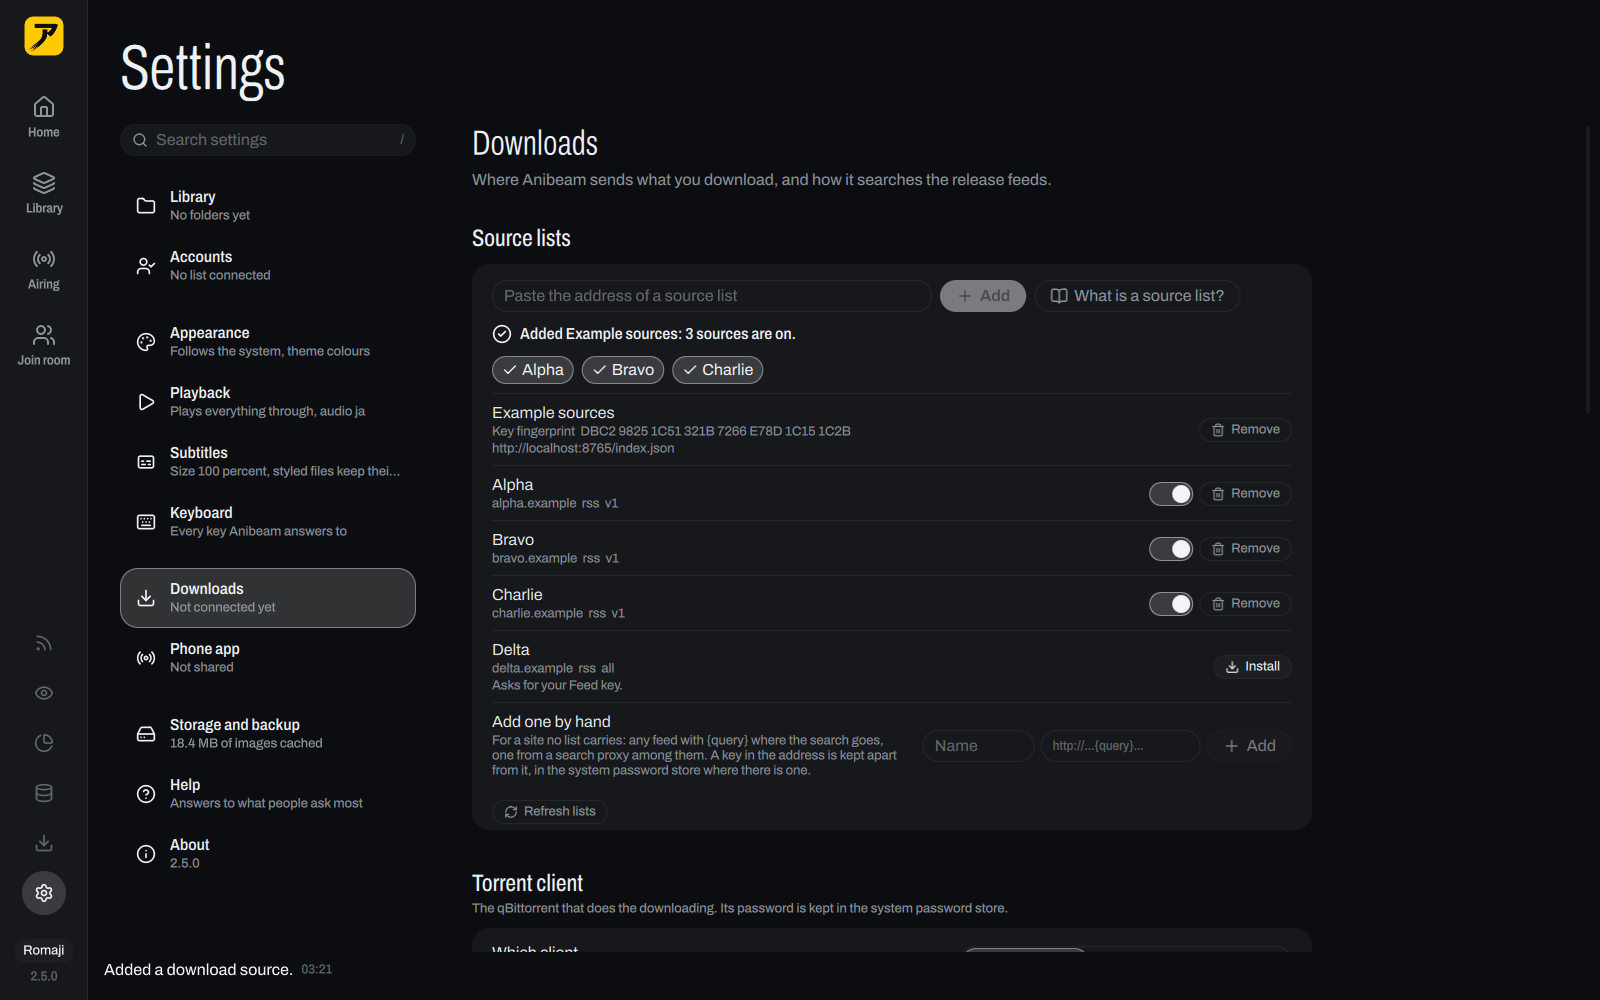 ア
Home
Library
Airing
Join room
Romaji
2.5.0
Settings
Search settings /
Library
No folders yet
Accounts
No list connected
Appearance
Follows the system, theme colours
Playback
Plays everything through, audio ja
Subtitles
Size 100 percent, styled files keep thei...
Keyboard
Every key Anibeam answers to
Downloads
Not connected yet
Phone app
Not shared
Storage and backup
18.4 MB of images cached
Help
Answers to what people ask most
About
2.5.0
Downloads
Where Anibeam sends what you download, and how it searches the release feeds.
Source lists
Paste the address of a source list
Add
What is a source list?
Added Example sources: 3 sources are on.
Alpha Bravo Charlie
Example sources
Key fingerprint DBC2 9825 1C51 321B 7266 E78D 1C15 1C2B
http://localhost:8765/index.json
Remove
Alpha
alpha.example rss v1
Remove
Bravo
bravo.example rss v1
Remove
Charlie
charlie.example rss v1
Remove
Delta
delta.example rss all
Asks for your Feed key.
Install
Add one by hand
For a site no list carries: any feed with {query} where the search goes,
one from a search proxy among them. A key in the address is kept apart
from it, in the system password store where there is one.
Name
http://...{query}...
Add
Refresh lists
Torrent client
The qBittorrent that does the downloading. Its password is kept in the system password store.
Which client
Added a download source. 03:21